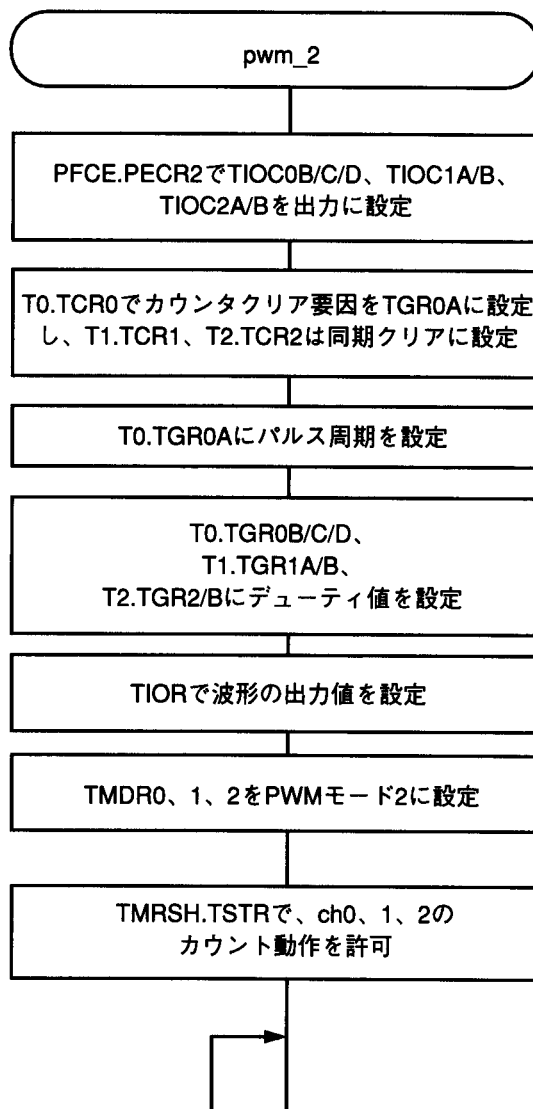 pwm_2
PFCE.PECR2でTIOC0B/C/D、TIOC1A/B、
TIOC2A/Bを出力に設定
T0.TCR0でカウンタクリア要因をTGR0Aに設定
し、T1.TCR1、T2.TCR2は同期クリアに設定
T0.TGR0Aにパルス周期を設定
T0.TGR0B/C/D、
T1.TGR1A/B、
T2.TGR2/Bにデューティ値を設定
TIORで波形の出力値を設定
TMDR0、1、2をPWMモード2に設定
TMRSH.TSTRで、ch0、1、2の
カウント動作を許可